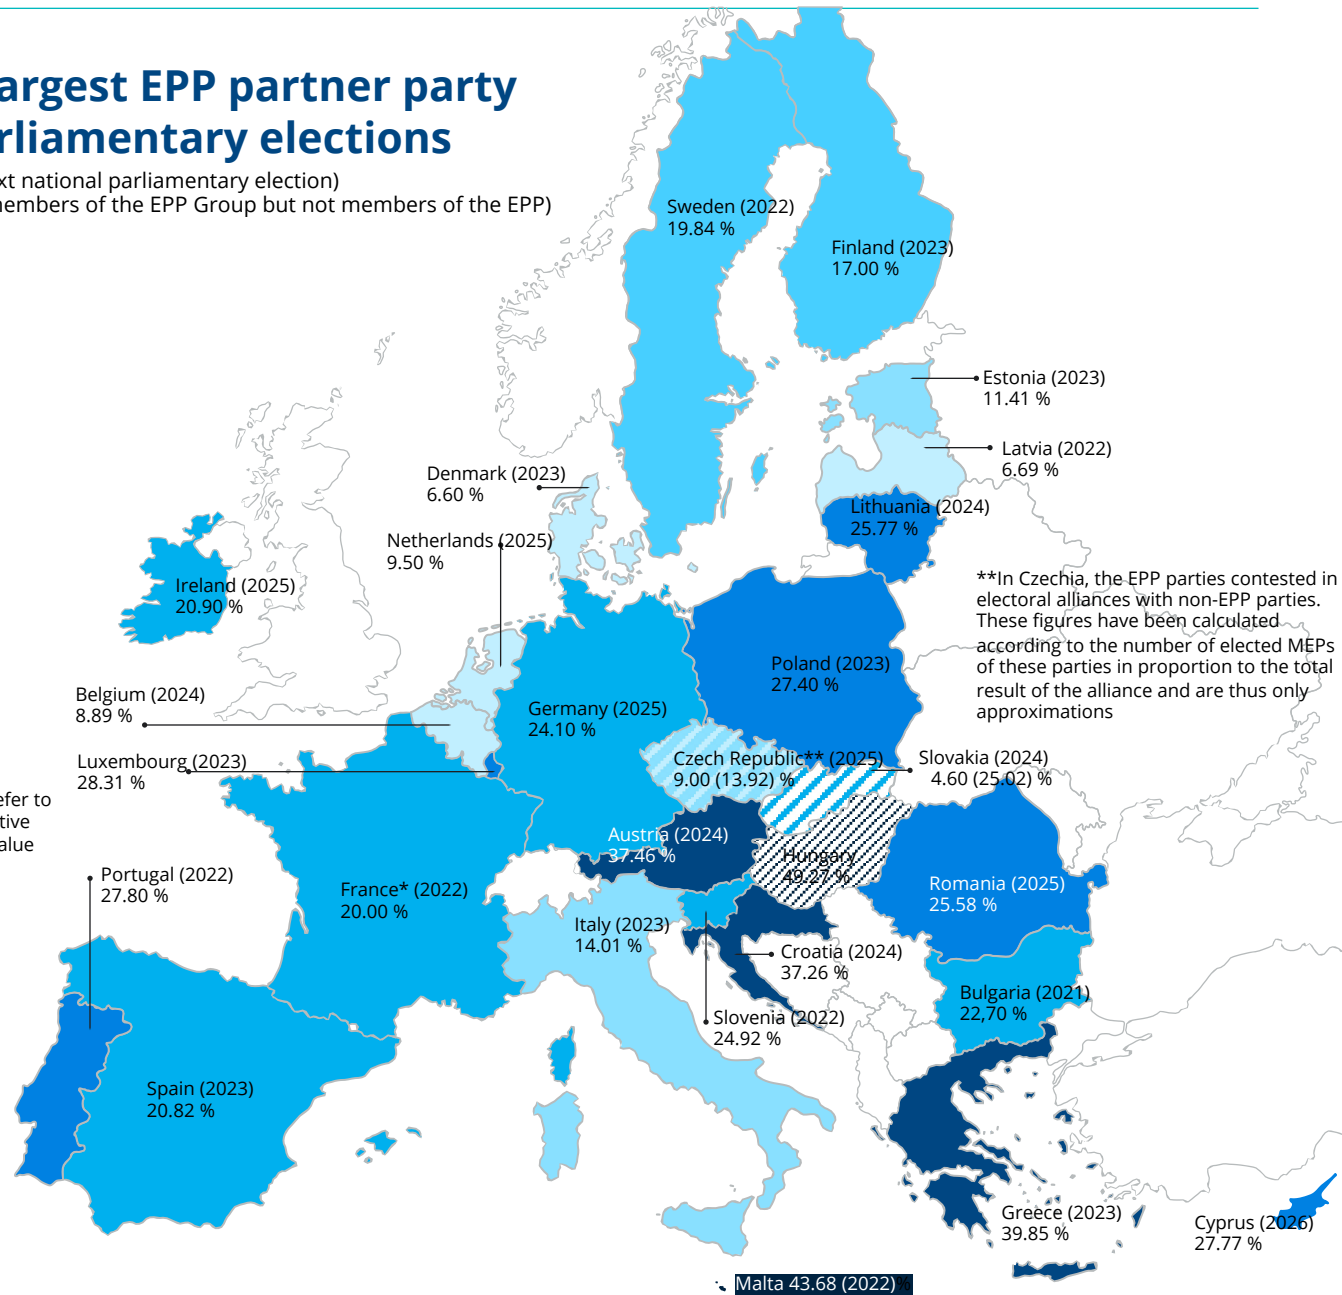 argest EPP partner party
rliamentary elections
xt national parliamentary election)
members of the EPP Group but not members of the EPP)
Sweden (2022)
19.84 %
Finland (2023)
17.00 %
Estonia (2023)
11.41 %
Latvia (2022)
6.69 %
Denmark (2023)
6.60 %
Lithuania (2024)
25.77 %
Netherlands (2025)
9.50 %
Ireland (2025)
20.90 %
**In Czechia, the EPP parties contested in
electoral alliances with non-EPP parties.
These figures have been calculated
according to the number of elected MEPs
of these parties in proportion to the total
result of the alliance and are thus only
approximations
Poland (2023)
27.40 %
Belgium (2024)
8.89 %
Germany (2025)
24.10 %
Luxembourg (2023)
28.31 %
Czech Republic** (2025)
9.00 (13.92) %
Slovakia (2024)
4.60 (25.02) %
efer to
tive
alue
Austria (2024)
37.46 %
Hungary
49.27 %
Portugal (2022)
27.80 %
France* (2022)
20.00 %
Romania (2025)
25.58 %
Italy (2023)
14.01 %
Croatia (2024)
37.26 %
Bulgaria (2021)
22,70 %
Slovenia (2022)
24.92 %
Spain (2023)
20.82 %
Greece (2023)
39.85 %
Cyprus (2026)
27.77 %
Malta 43.68 (2022)%